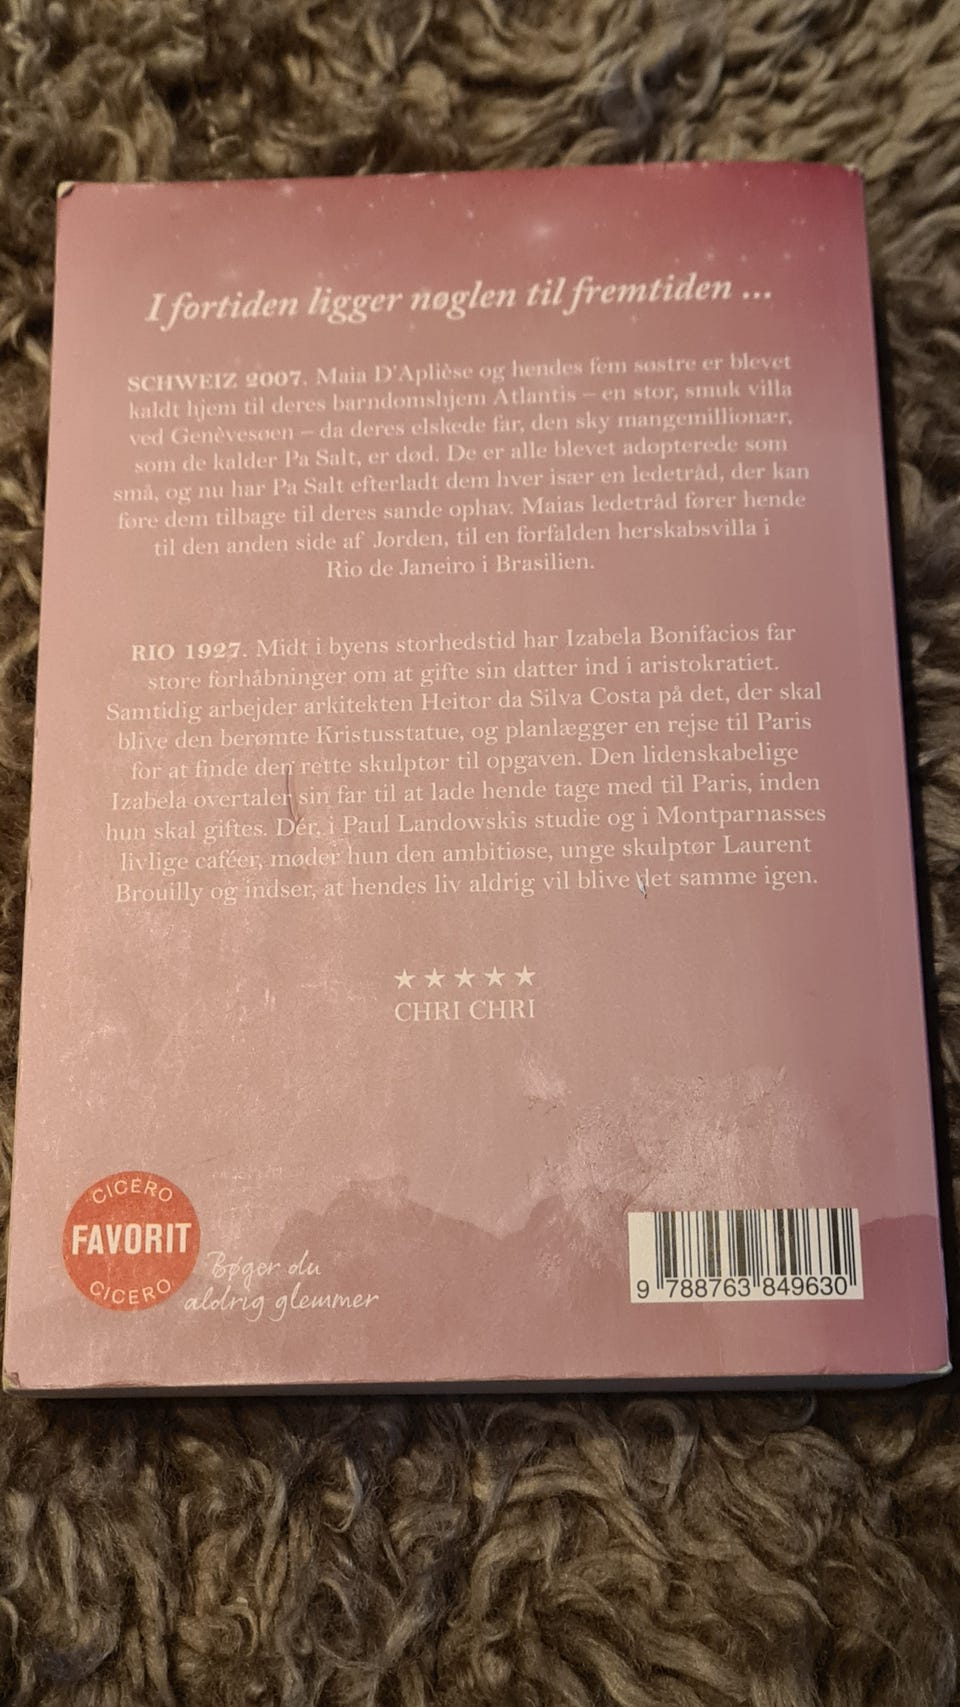 I fortiden ligger nøglen til fremtiden ...
SCHWEIZ 2007. Maia D'Aplièse og hendes fem søstre er blevet
kaldt hjem til deres barndomshjem Atlantis – en stor, smuk villa
ved Genèvesøen – da deres elskede far, den sky mangemillionær,
som de kalder Pa Salt, er død. De er alle blevet adopterede som
små, og nu har Pa Salt efterladt dem hver især en ledetråd, der kan
føre dem tilbage til deres sande ophav. Maias ledetråd fører hende
til den anden side af Jorden, til en forfalden herskabsvilla i
Rio de Janeiro i Brasilien.
RIO 1927. Midt i byens storhedstid har Izabela Bonifacios far
store forhåbninger om at gifte sin datter ind i aristokratiet.
Samtidig arbejder arkitekten Heitor da Silva Costa på det, der skal
blive den berømte Kristusstatue, og planlægger en rejse til Paris
for at finde den rette skulptør til opgaven. Den lidenskabelige
Izabela overtaler sin far til at lade hende tage med til Paris, inden
hun skal giftes. Dér, i Paul Landowskis studie og i Montparnasses
livlige caféer, møder hun den ambitiøse, unge skulptør Laurent
Brouilly og indser, at hendes liv aldrig vil blive det samme igen.
★★★★★
CHRI CHRI
CICERO
FAVORIT
CICERO
Bøger du
aldrig glemmer
9 788763 849630